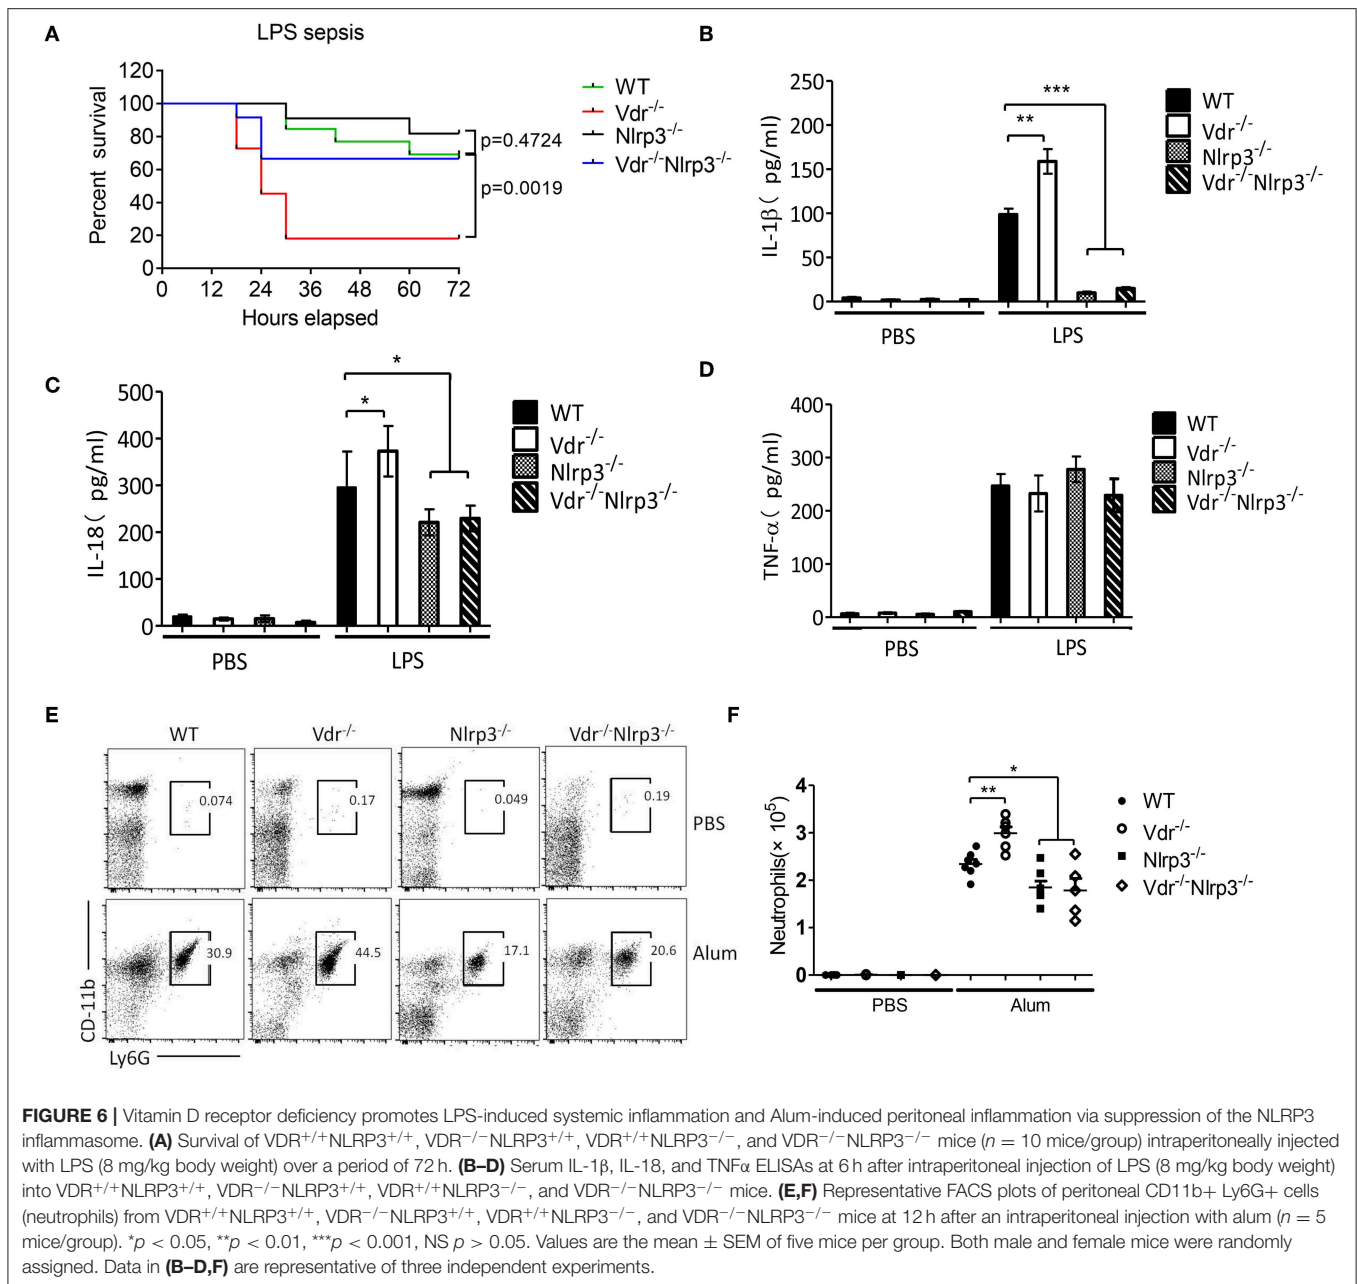 A
LPS sepsis
Percent survival
120
100
80
60
40
20
0
0 12 24 36 48 60 72
Hours elapsed
WT
Vdr-/-
Nlrp3-/-
Vdr-/-Nlrp3-/-
p=0.4724
p=0.0019
B
IL-1β( pg/ml)
250
200
150
100
50
0
***
**
PBS LPS
WT
Vdr-/-
Nlrp3-/-
Vdr-/-Nlrp3-/-
C
IL-18( pg/ml)
500
400
300
200
100
0
*
*
PBS LPS
WT
Vdr-/-
Nlrp3-/-
Vdr-/-Nlrp3-/-
D
TNF-α( pg/ml)
400
300
200
100
0
PBS LPS
WT
Vdr-/-
Nlrp3-/-
Vdr-/-Nlrp3-/-
E
WT Vdr-/- Nlrp3-/- Vdr-/-Nlrp3-/-
0.074 0.17 0.049 0.19
PBS
30.9 44.5 17.1 20.6
Alum
CD-11b
Ly6G
F
Neutrophils(× 10⁵)
4
3
2
1
0
*
**
PBS Alum
WT
Vdr-/-
Nlrp3-/-
Vdr-/-Nlrp3-/-
FIGURE 6 | Vitamin D receptor deficiency promotes LPS-induced systemic inflammation and Alum-induced peritoneal inflammation via suppression of the NLRP3
inflammasome. (A) Survival of VDR+/+NLRP3+/+, VDR−/−NLRP3+/+, VDR+/+NLRP3−/−, and VDR−/−NLRP3−/− mice (n = 10 mice/group) intraperitoneally injected
with LPS (8 mg/kg body weight) over a period of 72 h. (B–D) Serum IL-1β, IL-18, and TNFα ELISAs at 6 h after intraperitoneal injection of LPS (8 mg/kg body weight)
into VDR+/+NLRP3+/+, VDR−/−NLRP3+/+, VDR+/+NLRP3−/−, and VDR−/−NLRP3−/− mice. (E,F) Representative FACS plots of peritoneal CD11b+ Ly6G+ cells
(neutrophils) from VDR+/+NLRP3+/+, VDR−/−NLRP3+/+, VDR+/+NLRP3−/−, and VDR−/−NLRP3−/− mice at 12 h after an intraperitoneal injection with alum (n = 5
mice/group). *p < 0.05, **p < 0.01, ***p < 0.001, NS p > 0.05. Values are the mean ± SEM of five mice per group. Both male and female mice were randomly
assigned. Data in (B–D,F) are representative of three independent experiments.